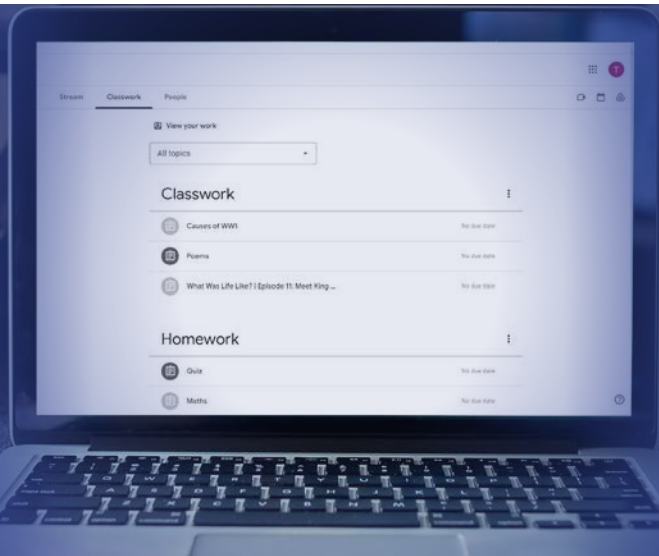 T
Stream Classwork People
View your work
All topics
Classwork
Causes of WW1 No due date
Poems No due date
What Was Life Like? | Episode 11: Meet King ... No due date
Homework
Quiz No due date
Maths No due date